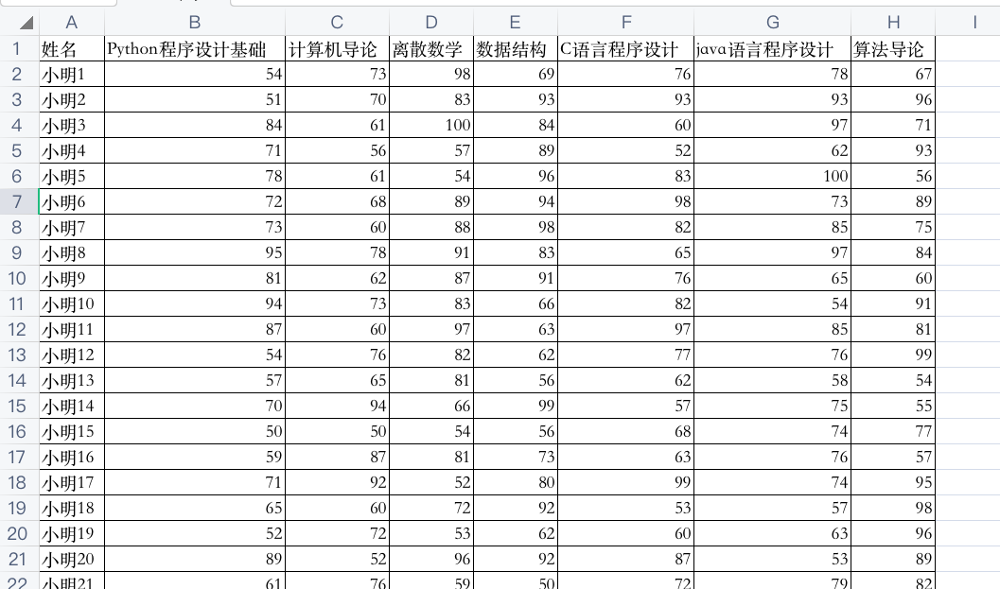 A B C D E F G H I
1 姓名 Python程序设计基础 计算机导论 离散数学 数据结构 C语言程序设计 java语言程序设计 算法导论
2 小明1 54 73 98 69 76 78 67
3 小明2 51 70 83 93 93 93 96
4 小明3 84 61 100 84 60 97 71
5 小明4 71 56 57 89 52 62 93
6 小明5 78 61 54 96 83 100 56
7 小明6 72 68 89 94 98 73 89
8 小明7 73 60 88 98 82 85 75
9 小明8 95 78 91 83 65 97 84
10 小明9 81 62 87 91 76 65 60
11 小明10 94 73 83 66 82 54 91
12 小明11 87 60 97 63 97 85 81
13 小明12 54 76 82 62 77 76 99
14 小明13 57 65 81 56 62 58 54
15 小明14 70 94 66 99 57 75 55
16 小明15 50 50 54 56 68 74 77
17 小明16 59 87 81 73 63 76 57
18 小明17 71 92 52 80 99 74 95
19 小明18 65 60 72 92 53 57 98
20 小明19 52 72 53 62 60 63 96
21 小明20 89 52 96 92 87 53 89
22 小明21 61 76 59 50 72 79 82